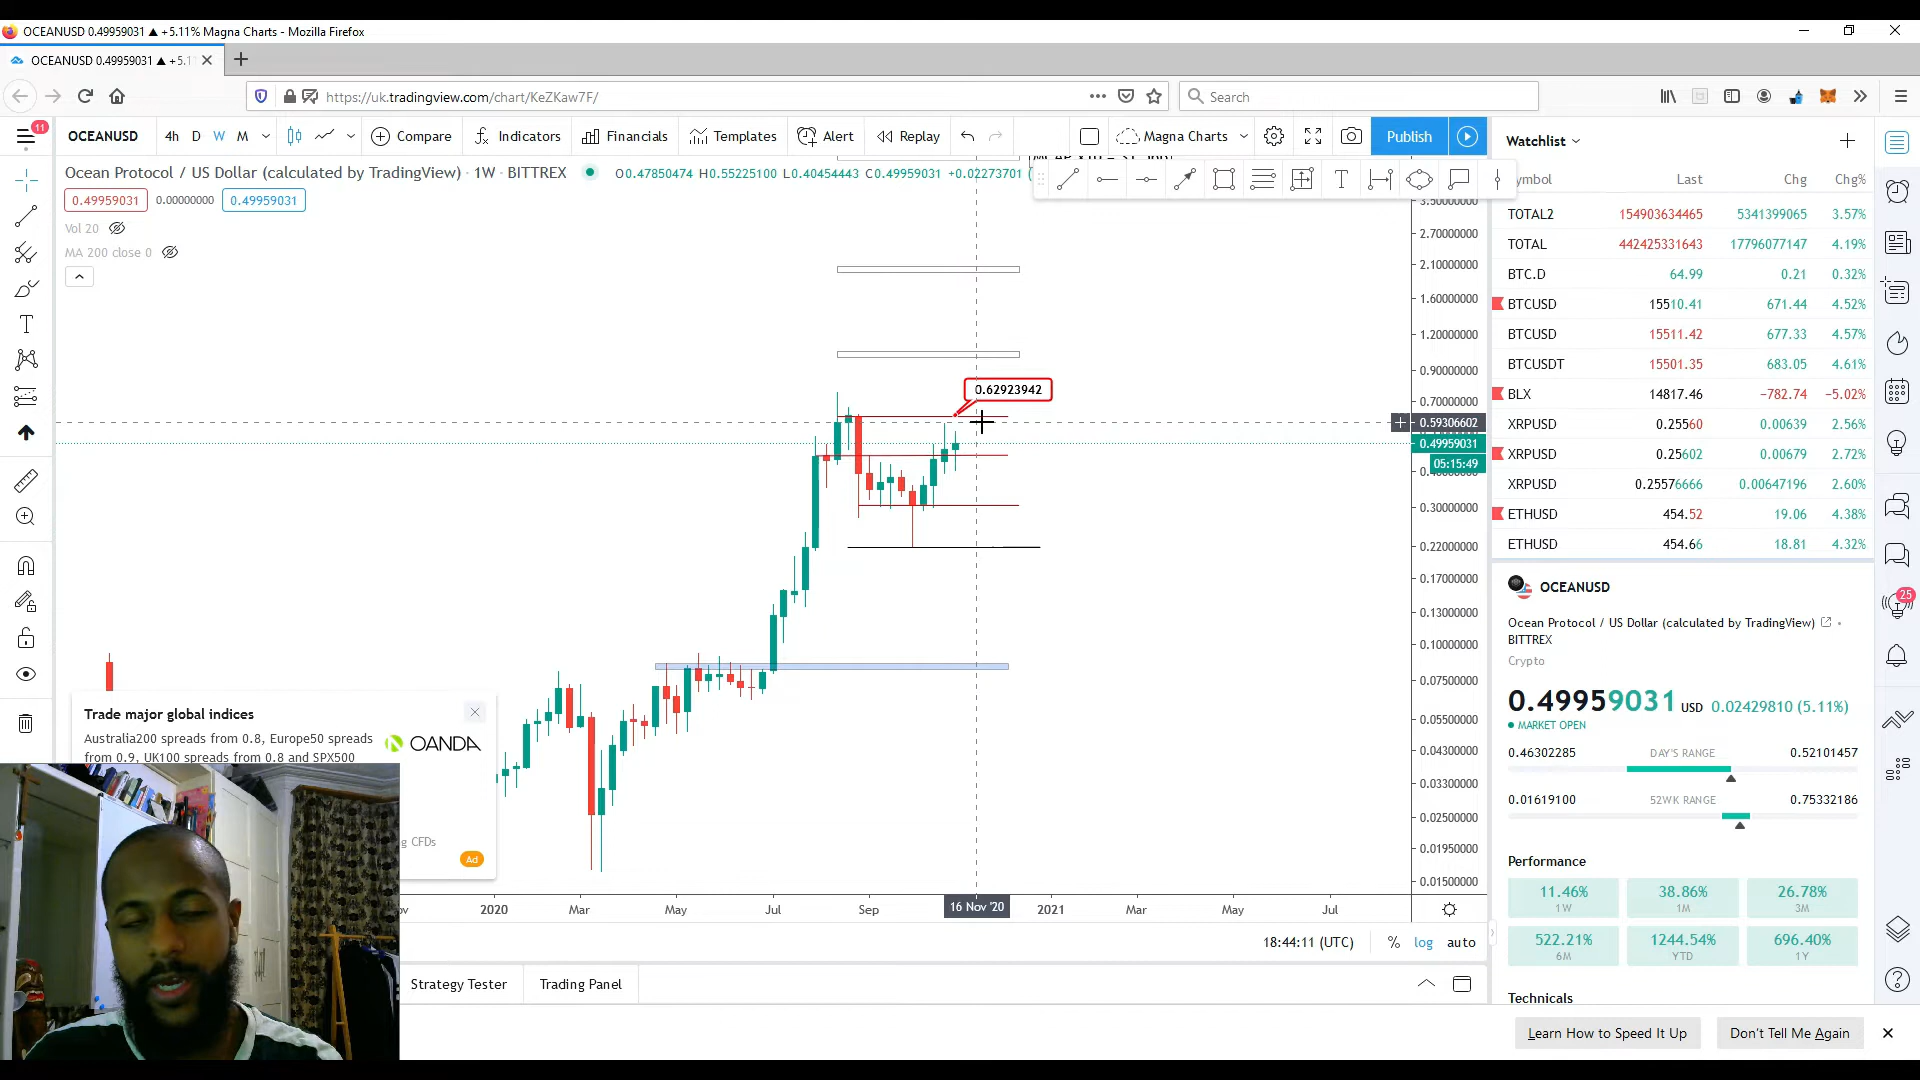 OCEANUSD 0.49959031 ▲ +5.11% Magna Charts - Mozilla Firefox
OCEANUSD 0.49959031 ▲ +5.1
https://uk.tradingview.com/chart/KeZKaw7F/
Search
11
OCEANUSD 4h D W M Compare Indicators Financials Templates Alert Replay Magna Charts Publish
Watchlist
Ocean Protocol / US Dollar (calculated by TradingView) · 1W · BITTREX O0.47850474 H0.55225100 L0.40454443 C0.49959031 +0.02273701
0.49959031 0.00000000 0.49959031
Vol 20
MA 200 close 0
0.62923942
3.50000000
2.70000000
2.10000000
1.60000000
1.20000000
0.90000000
0.70000000
0.59306602
0.49959031
05:15:49
0.30000000
0.22000000
0.17000000
0.13000000
0.10000000
0.07500000
0.05500000
0.04300000
0.03300000
0.02500000
0.01950000
0.01500000
Trade major global indices
Australia200 spreads from 0.8, Europe50 spreads
from 0.9, UK100 spreads from 0.8 and SPX500
OANDA
CFDs
Ad
2020 Mar May Jul Sep 16 Nov '20 2021 Mar May Jul
18:44:11 (UTC) % log auto
Strategy Tester Trading Panel
Last Chg Chg%
TOTAL2 154903634465 5341399065 3.57%
TOTAL 442425331643 17796077147 4.19%
BTC.D 64.99 0.21 0.32%
BTCUSD 15510.41 671.44 4.52%
BTCUSD 15511.42 677.33 4.57%
BTCUSDT 15501.35 683.05 4.61%
BLX 14817.46 −782.74 −5.02%
XRPUSD 0.25560 0.00639 2.56%
XRPUSD 0.25602 0.00679 2.72%
XRPUSD 0.25576666 0.00647196 2.60%
ETHUSD 454.52 19.06 4.38%
ETHUSD 454.66 18.81 4.32%
OCEANUSD
Ocean Protocol / US Dollar (calculated by TradingView) •
BITTREX
Crypto
0.49959031 USD 0.02429810 (5.11%)
MARKET OPEN
0.46302285 DAY'S RANGE 0.52101457
0.01619100 52WK RANGE 0.75332186
Performance
11.46% 38.86% 26.78%
1W 1M 3M
522.21% 1244.54% 696.40%
6M YTD 1Y
Technicals
25
Learn How to Speed It Up Don't Tell Me Again